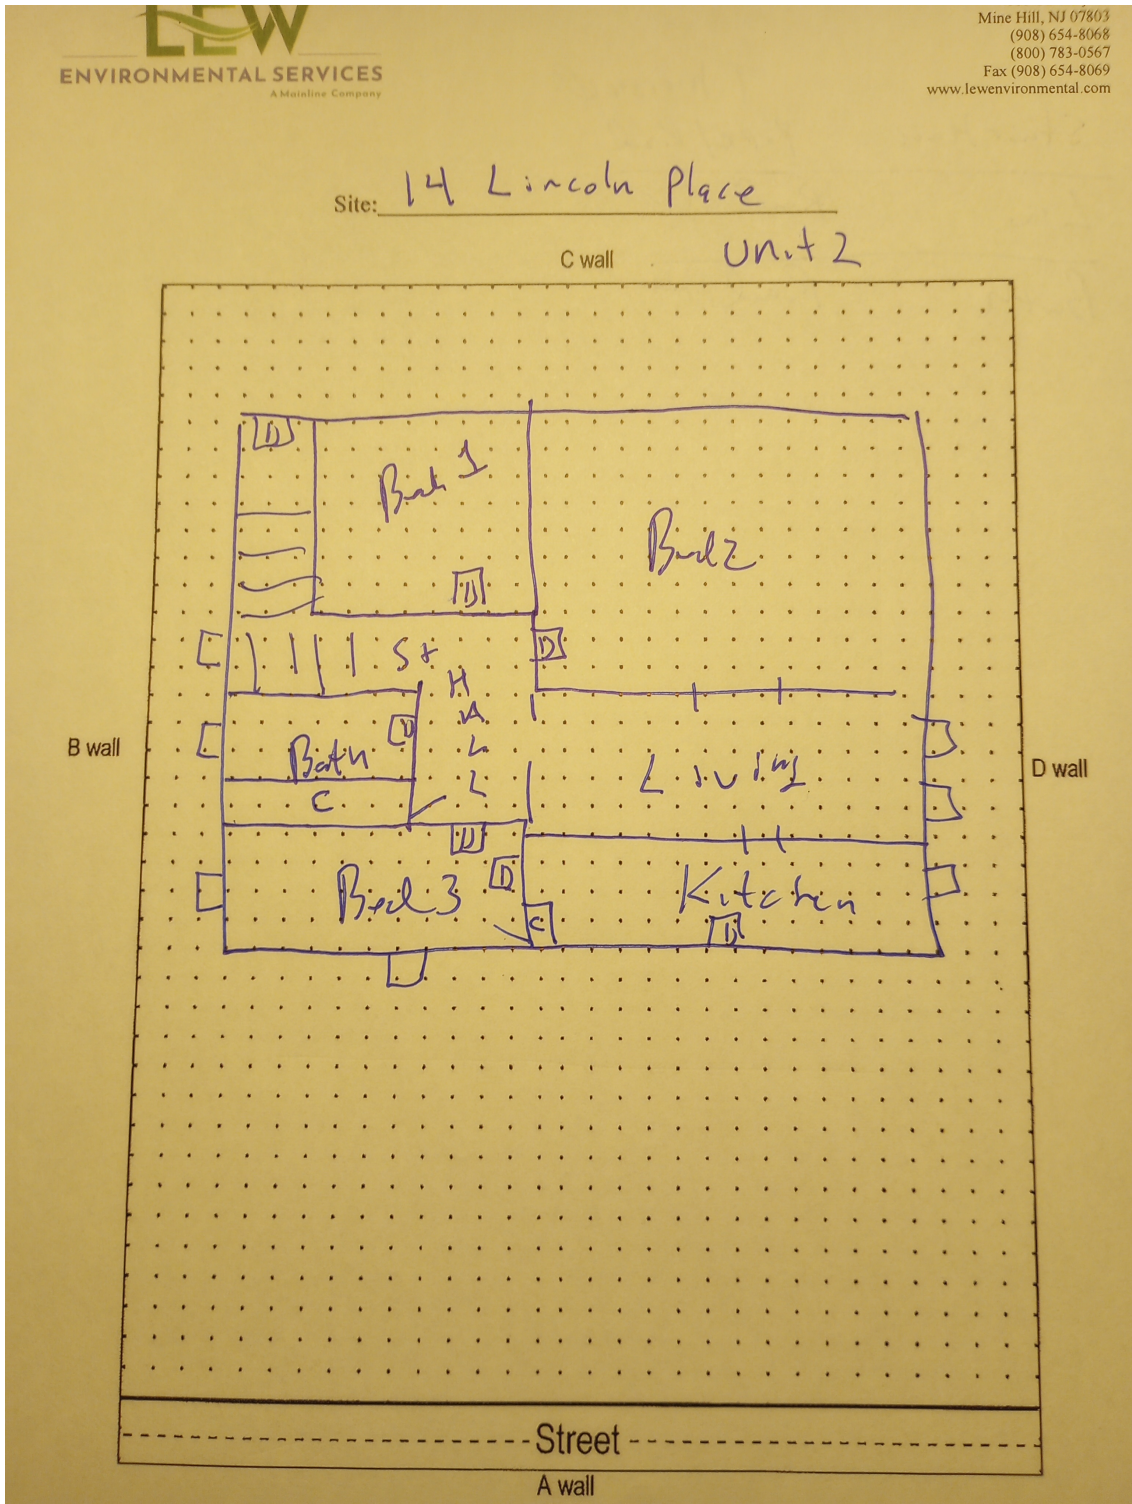 LEW
ENVIRONMENTAL SERVICES
A Mainline Company
Mine Hill, NJ 07803
(908) 654-8068
(800) 783-0567
Fax (908) 654-8069
www.lewenvironmental.com
Site: 14 Lincoln Place
Unit 2
C wall
D
Bed 1
Bed 2
D
D
St
HALL
D
Bath
Living
B wall
D wall
C
D
D
Bed 3
Kitchen
C
D
Street
A wall